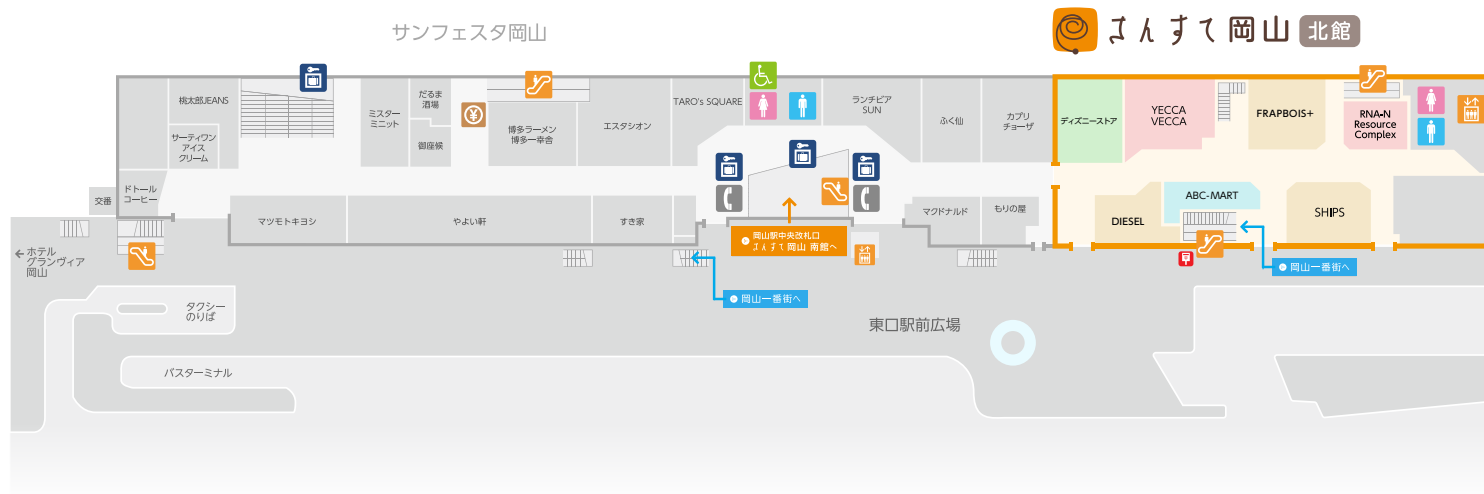 サンフェスタ岡山
さんすて岡山 北館
桃太郎JEANS
サーティワン
アイス
クリーム
ドトール
コーヒー
交番
ミスター
ミニット
だるま
酒場
御座候
博多ラーメン
博多一幸舎
エスタシオン
TARO's SQUARE
ランチビア
SUN
ふく仙
カプリ
チョーザ
ディズニーストア
YECCA
VECCA
FRAPBOIS+
RNA-N
Resource
Complex
マツモトキヨシ
やよい軒
すき家
マクドナルド
もりの屋
DIESEL
ABC-MART
SHIPS
岡山駅中央改札口
さんすて岡山 南館へ
←ホテル
グランヴィア
岡山
岡山一番街へ
岡山一番街へ
タクシー
のりば
バスターミナル
東口駅前広場